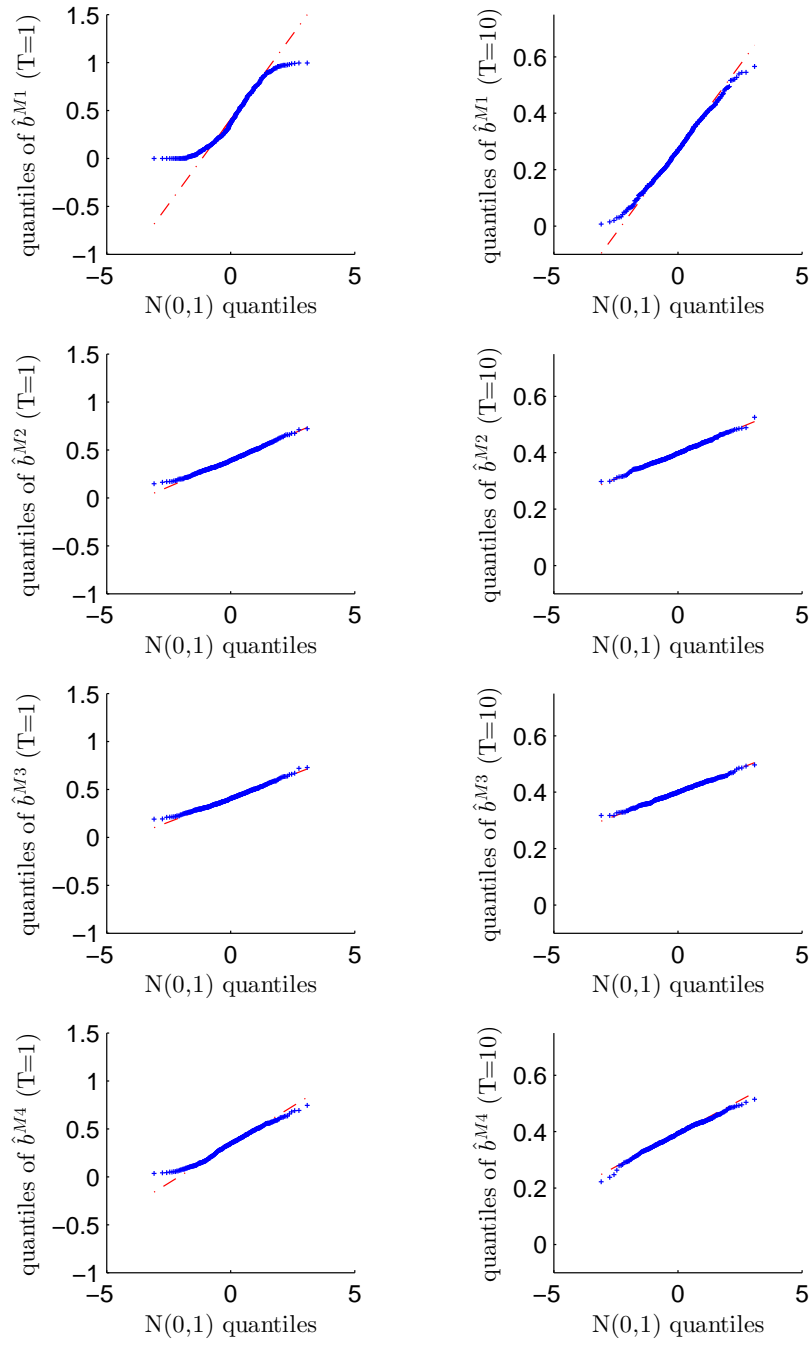 1.5
1
0.5
0
−0.5
−1
−5 0 5
N(0,1) quantiles
quantiles of b̂^{M1} (T=1)
0.6
0.4
0.2
0
−5 0 5
N(0,1) quantiles
quantiles of b̂^{M1} (T=10)
1.5
1
0.5
0
−0.5
−1
−5 0 5
N(0,1) quantiles
quantiles of b̂^{M2} (T=1)
0.6
0.4
0.2
0
−5 0 5
N(0,1) quantiles
quantiles of b̂^{M2} (T=10)
1.5
1
0.5
0
−0.5
−1
−5 0 5
N(0,1) quantiles
quantiles of b̂^{M3} (T=1)
0.6
0.4
0.2
0
−5 0 5
N(0,1) quantiles
quantiles of b̂^{M3} (T=10)
1.5
1
0.5
0
−0.5
−1
−5 0 5
N(0,1) quantiles
quantiles of b̂^{M4} (T=1)
0.6
0.4
0.2
0
−5 0 5
N(0,1) quantiles
quantiles of b̂^{M4} (T=10)